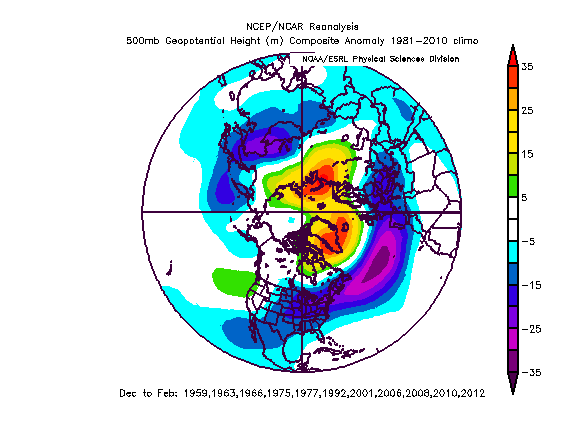 NCEP/NCAR Reanalysis
500mb Geopotential Height (m) Composite Anomaly 1981-2010 climo
NOAA/ESRL Physical Sciences Division
35
25
15
5
-5
-15
-25
-35
Dec to Feb: 1959,1963,1966,1975,1977,1992,2001,2006,2008,2010,2012